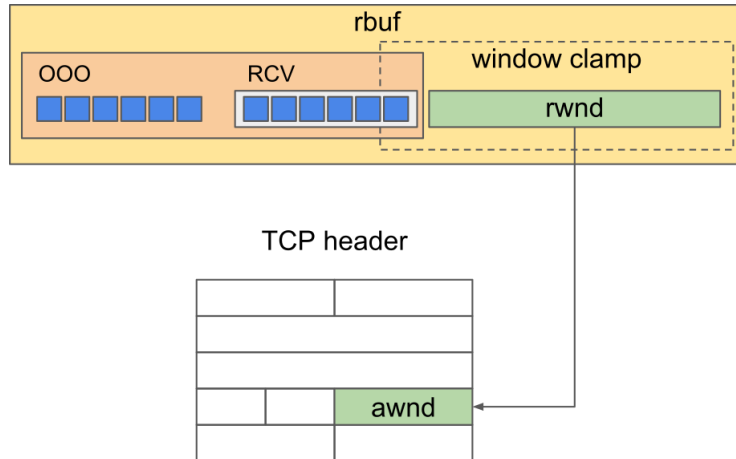 rbuf
OOO
RCV
window clamp
rwnd
TCP header
awnd